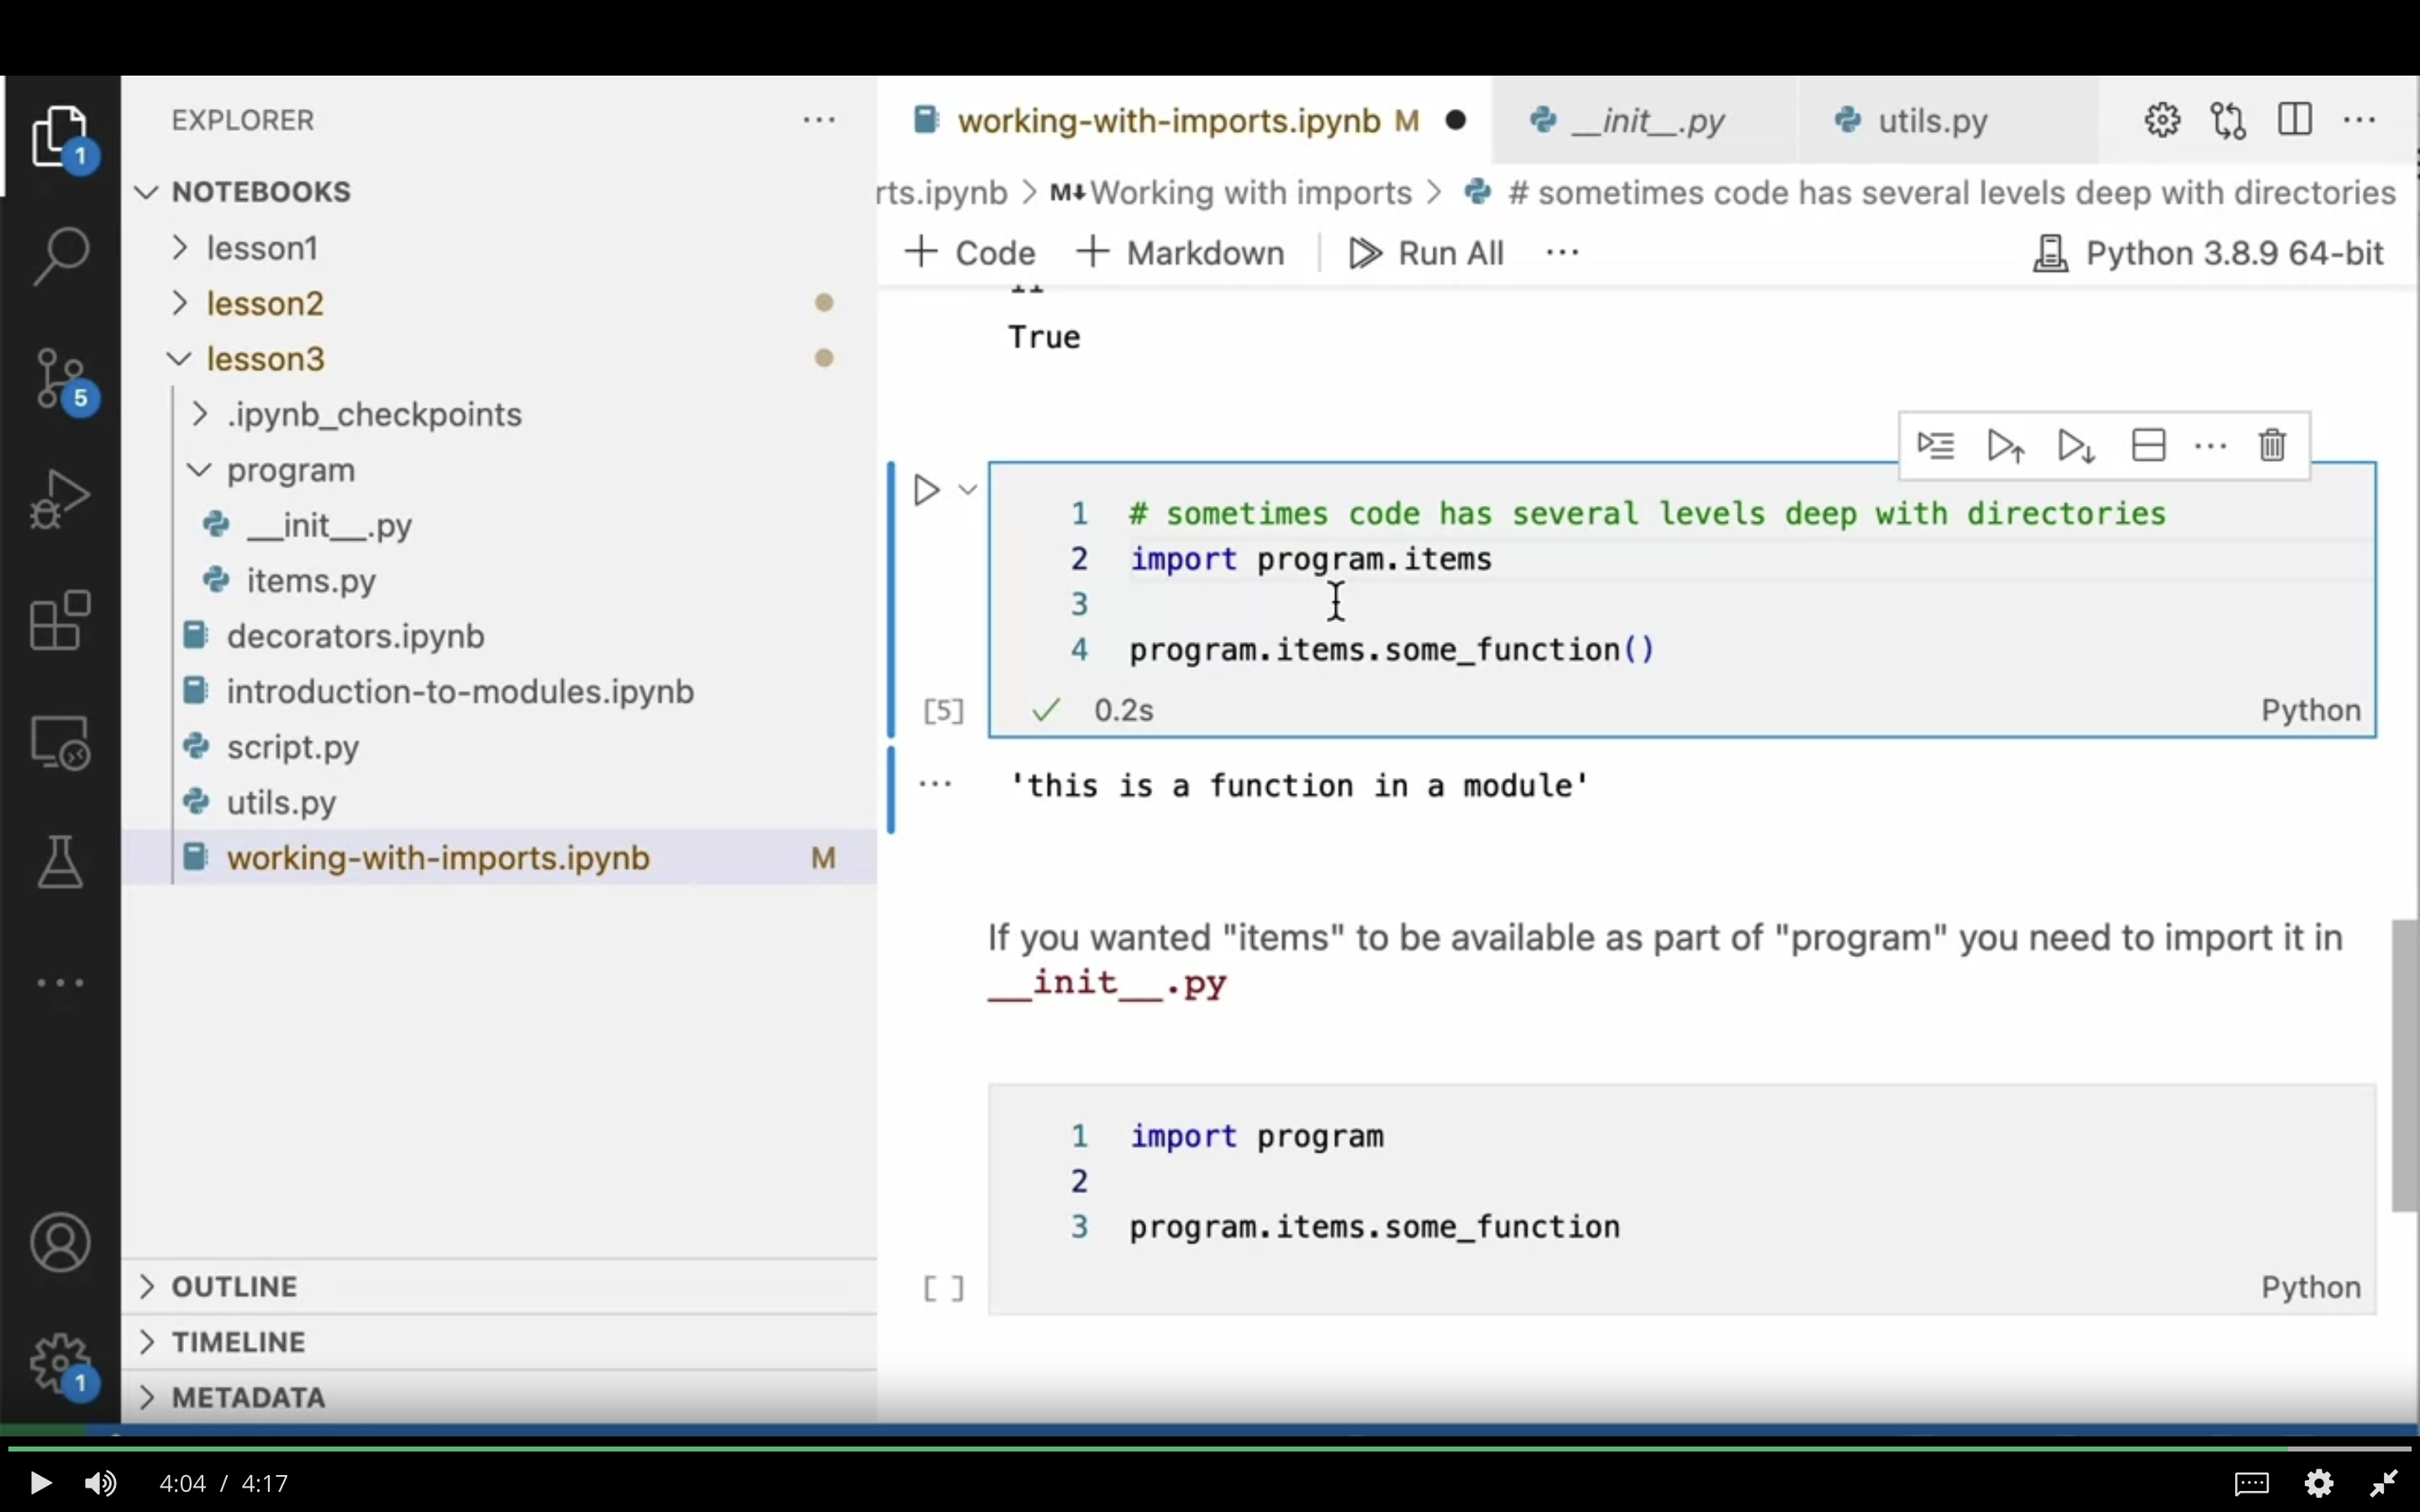 EXPLORER
1
NOTEBOOKS
lesson1
lesson2
lesson3
5
.ipynb_checkpoints
program
__init__.py
items.py
decorators.ipynb
introduction-to-modules.ipynb
script.py
utils.py
working-with-imports.ipynb M
OUTLINE
TIMELINE
1
METADATA
working-with-imports.ipynb M
__init__.py
utils.py
rts.ipynb > M↓ Working with imports > # sometimes code has several levels deep with directories
+ Code + Markdown Run All ...
Python 3.8.9 64-bit
True
1 # sometimes code has several levels deep with directories
2 import program.items
3
4 program.items.some_function()
[5] ✓ 0.2s Python
... 'this is a function in a module'
If you wanted "items" to be available as part of "program" you need to import it in
__init__.py
1 import program
2
3 program.items.some_function
[ ] Python
4:04 / 4:17